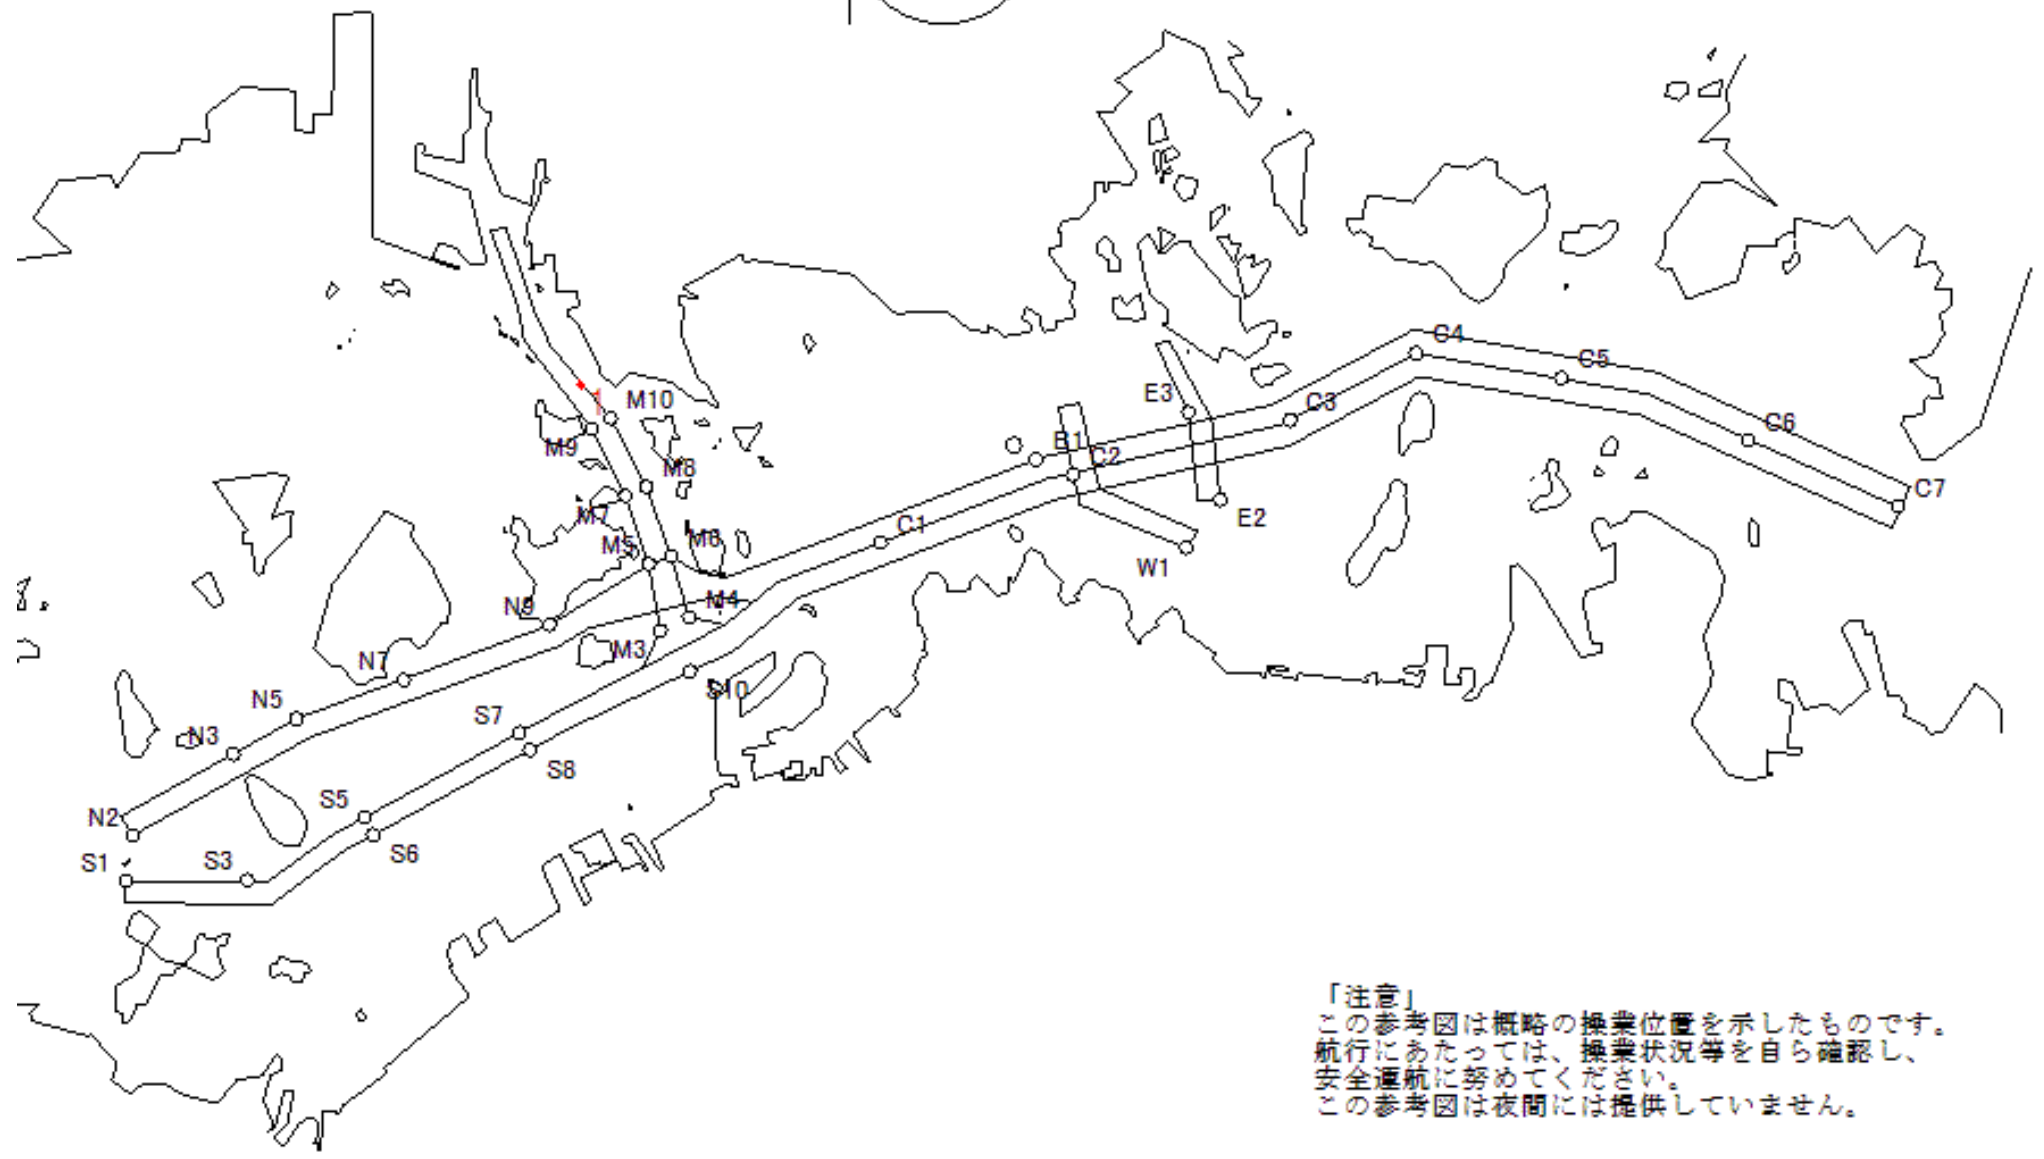 C4
C5
1
M10
E3
C3
C6
M9
B1
C2
M8
C7
M7
E2
C1
M5
M6
W1
N9
M4
M3
N7
S10
N5
S7
N3
S8
S5
N2
S6
S1
S3
「注意」
この参考図は概略の操業位置を示したものです。
航行にあたっては、操業状況等を自ら確認し、
安全運航に努めてください。
この参考図は夜間には提供していません。